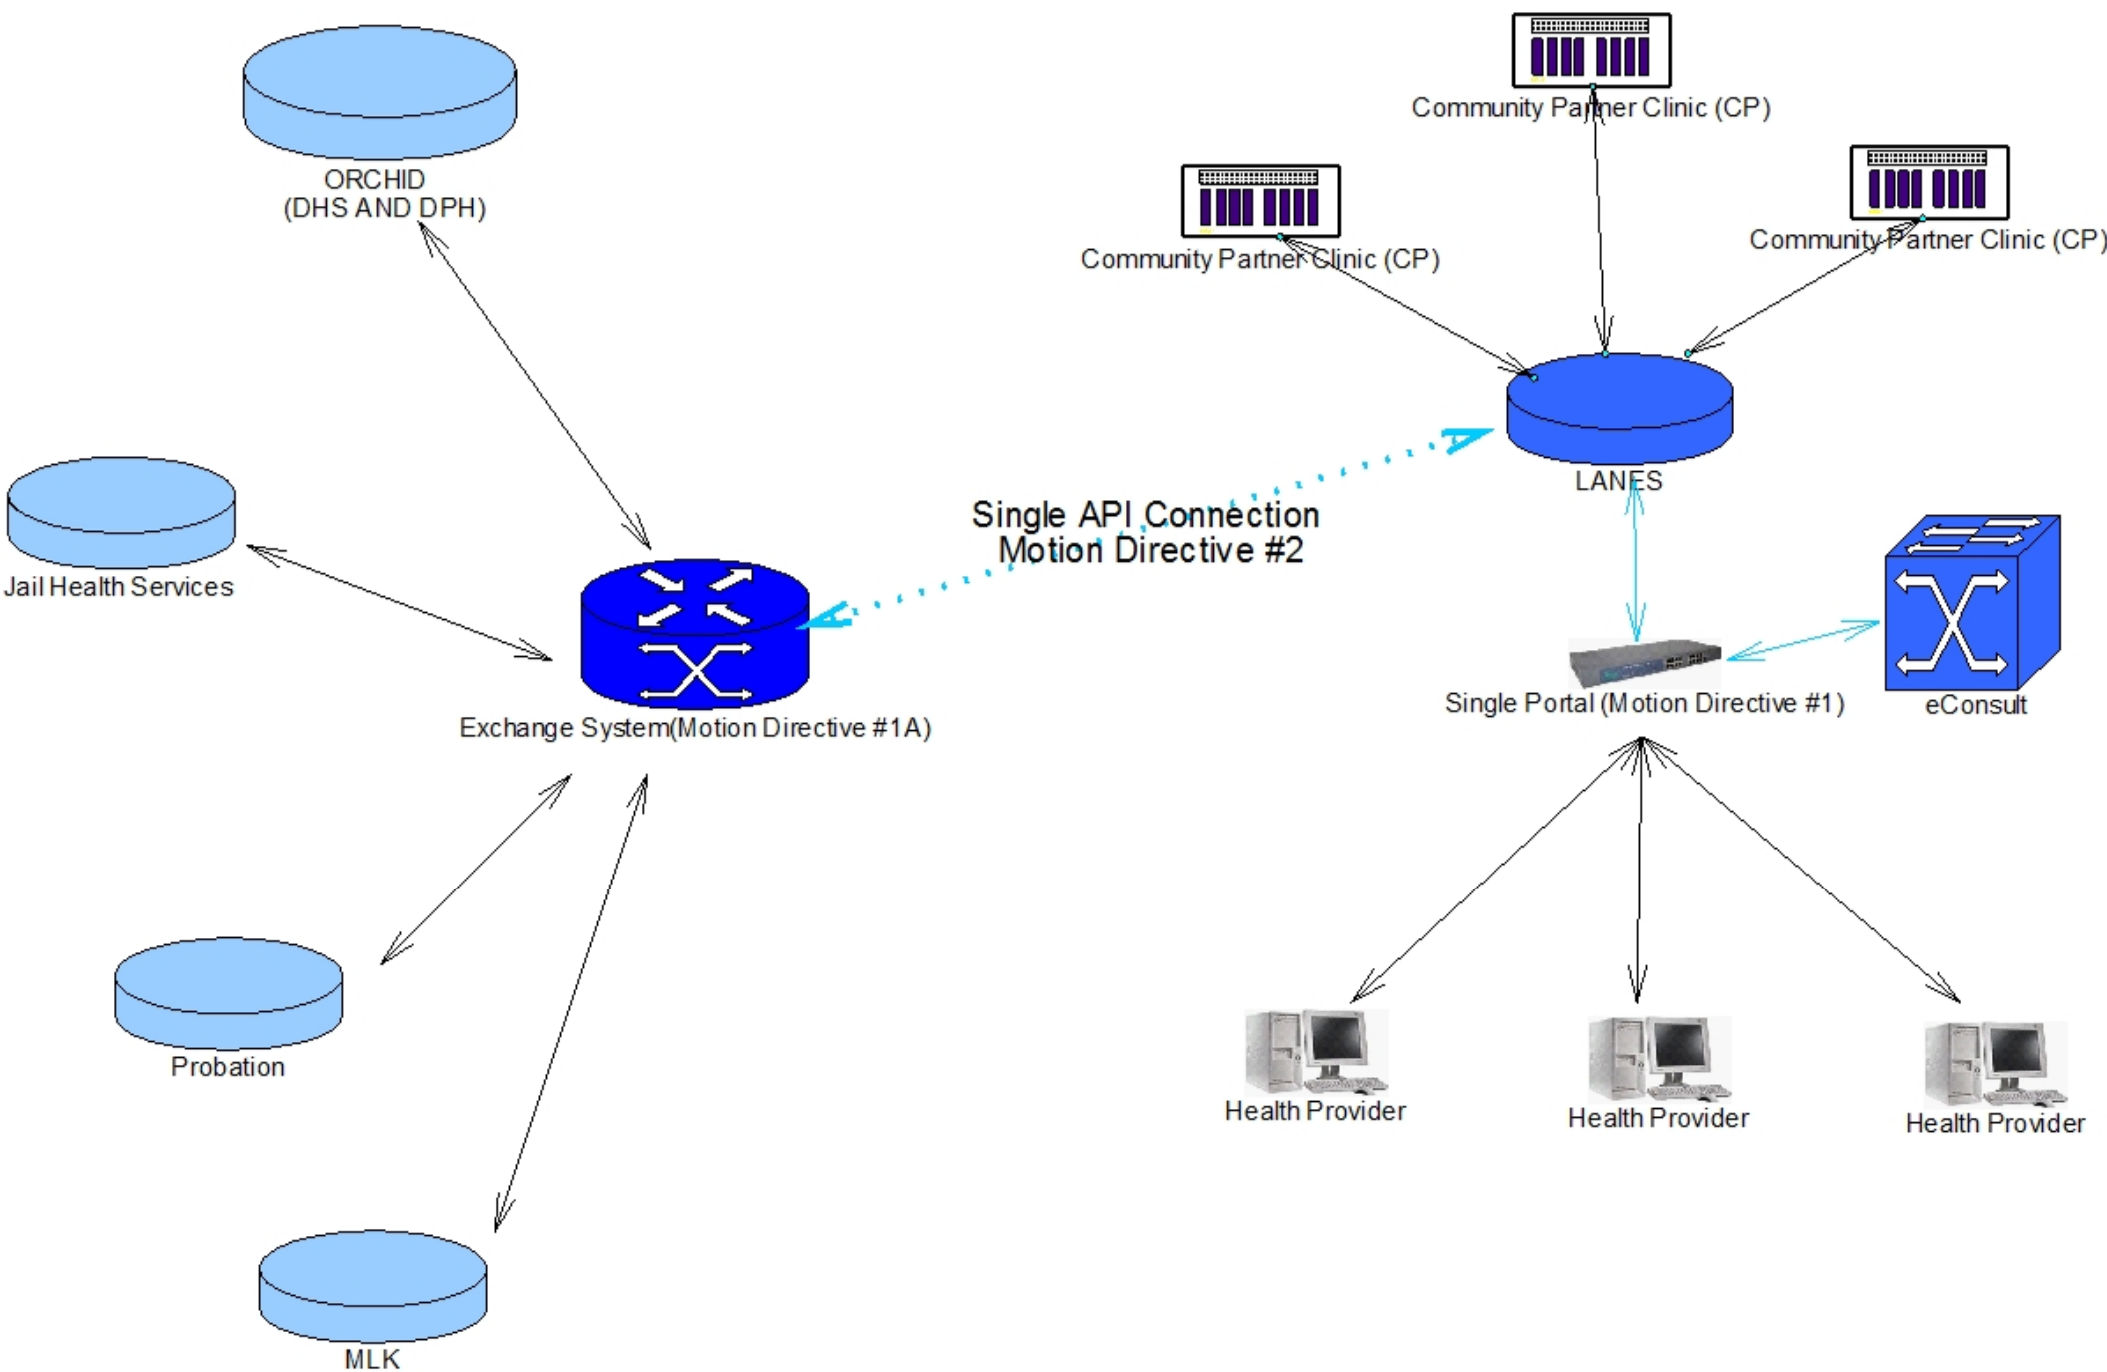 Community Partner Clinic (CP)
ORCHID
(DHS AND DPH)
Community Partner Clinic (CP)
Community Partner Clinic (CP)
LANES
Single API Connection
Motion Directive #2
Jail Health Services
Exchange System(Motion Directive #1A)
Single Portal (Motion Directive #1)
eConsult
Probation
Health Provider
Health Provider
Health Provider
MLK